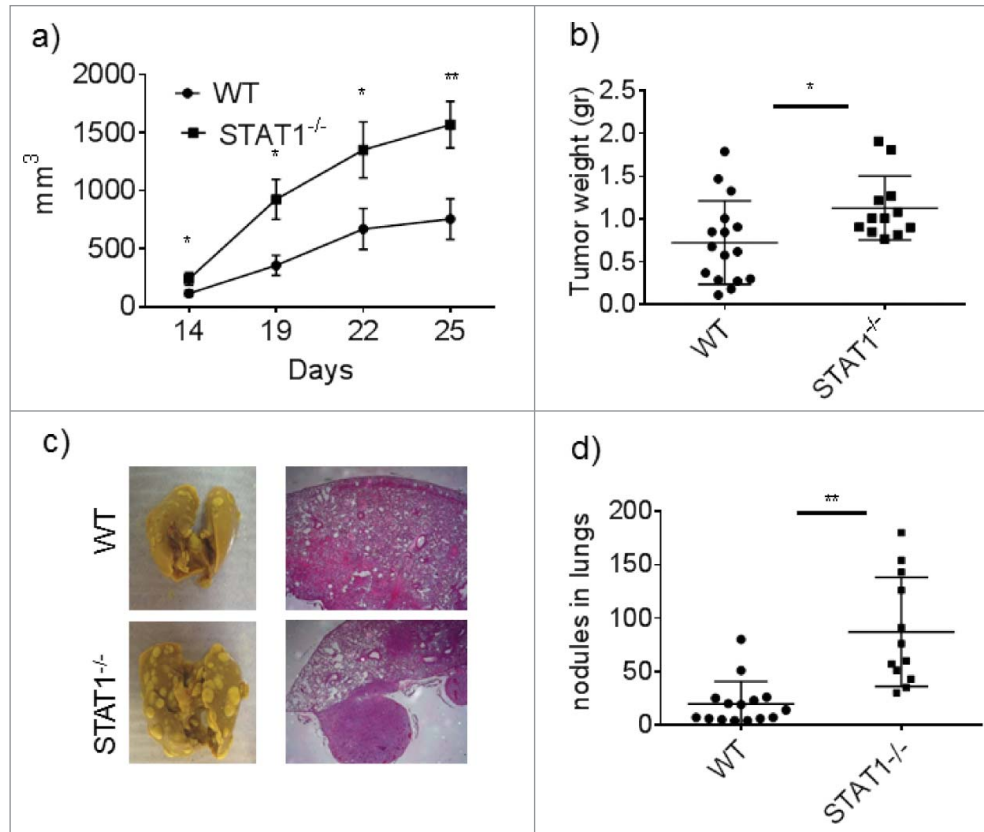 a)
2000
1500
1000
500
0
mm³
WT
STAT1-/-
*
*
*
**
14 19 22 25
Days
b)
2.5
2.0
1.5
1.0
0.5
0.0
Tumor weight (gr)
*
WT
STAT1-/-
c)
WT
STAT1-/-
d)
200
150
100
50
0
nodules in lungs
**
WT
STAT1-/-